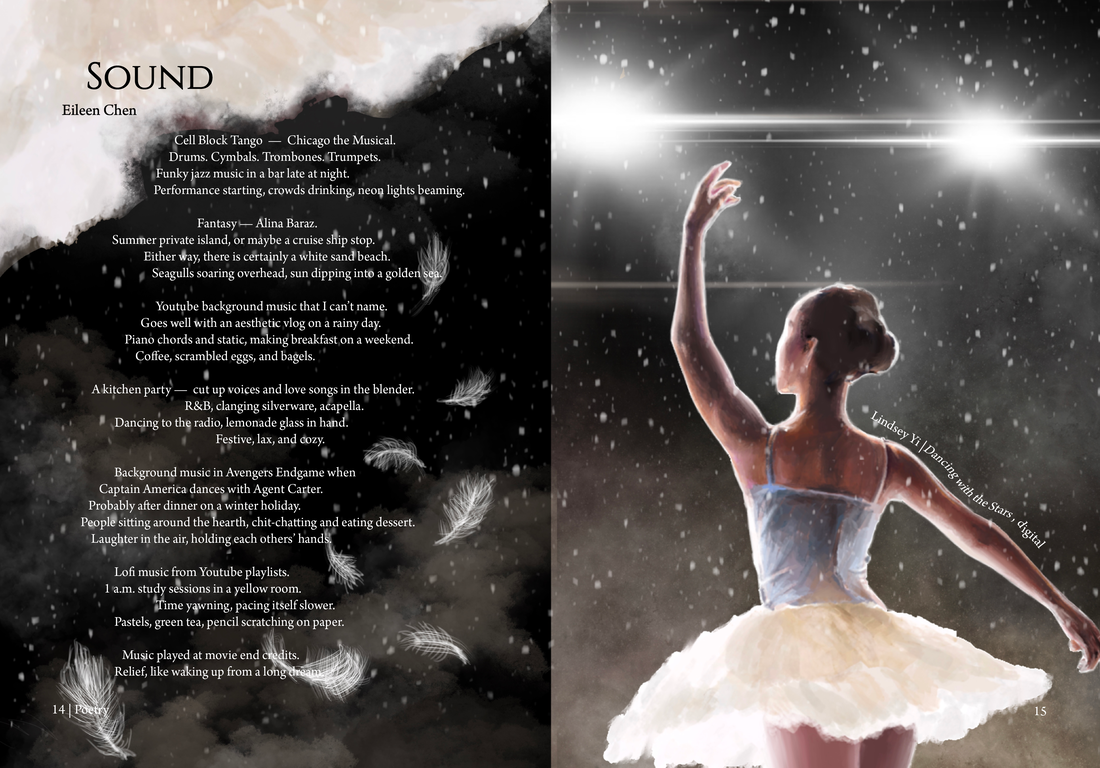 SOUND
Eileen Chen
Cell Block Tango — Chicago the Musical.
Drums. Cymbals. Trombones. Trumpets.
Funky jazz music in a bar late at night.
Performance starting, crowds drinking, neon lights beaming.
Fantasy — Alina Baraz.
Summer private island, or maybe a cruise ship stop.
Either way, there is certainly a white sand beach.
Seagulls soaring overhead, sun dipping into a golden sea.
Youtube background music that I can't name.
Goes well with an aesthetic vlog on a rainy day.
Piano chords and static, making breakfast on a weekend.
Coffee, scrambled eggs, and bagels.
A kitchen party — cut up voices and love songs in the blender.
R&B, clanging silverware, acapella.
Dancing to the radio, lemonade glass in hand.
Festive, lax, and cozy.
Background music in Avengers Endgame when
Captain America dances with Agent Carter.
Probably after dinner on a winter holiday.
People sitting around the hearth, chit-chatting and eating dessert.
Laughter in the air, holding each others' hands.
Lofi music from Youtube playlists.
1 a.m. study sessions in a yellow room.
Time yawning, pacing itself slower.
Pastels, green tea, pencil scratching on paper.
Music played at movie end credits.
Relief, like waking up from a long dream.
14 | Poetry
Lindsey Yi | Dancing with the Stars, digital
15